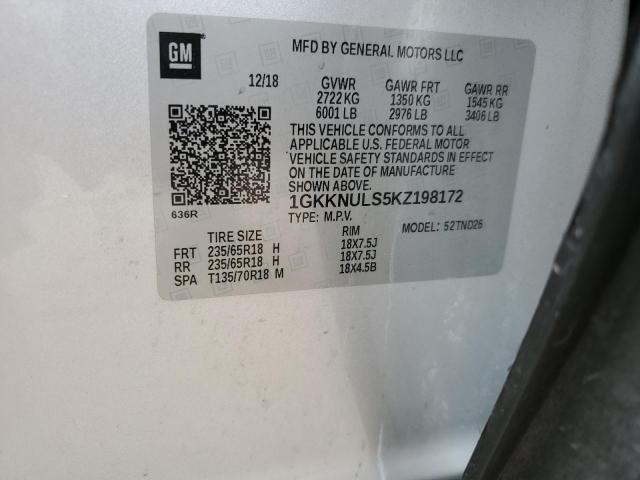 GM
MFD BY GENERAL MOTORS LLC
12/18 GVWR GAWR FRT GAWR RR
2722 KG 1350 KG 1545 KG
6001 LB 2976 LB 3406 LB
THIS VEHICLE CONFORMS TO ALL
APPLICABLE U.S. FEDERAL MOTOR
VEHICLE SAFETY STANDARDS IN EFFECT
ON THE DATE OF MANUFACTURE
SHOWN ABOVE.
636R
1GKKNULS5KZ198172
TYPE: M.P.V. MODEL: 52TND26
TIRE SIZE RIM
FRT 235/65R18 H 18X7.5J
RR 235/65R18 H 18X7.5J
SPA T135/70R18 M 18X4.5B